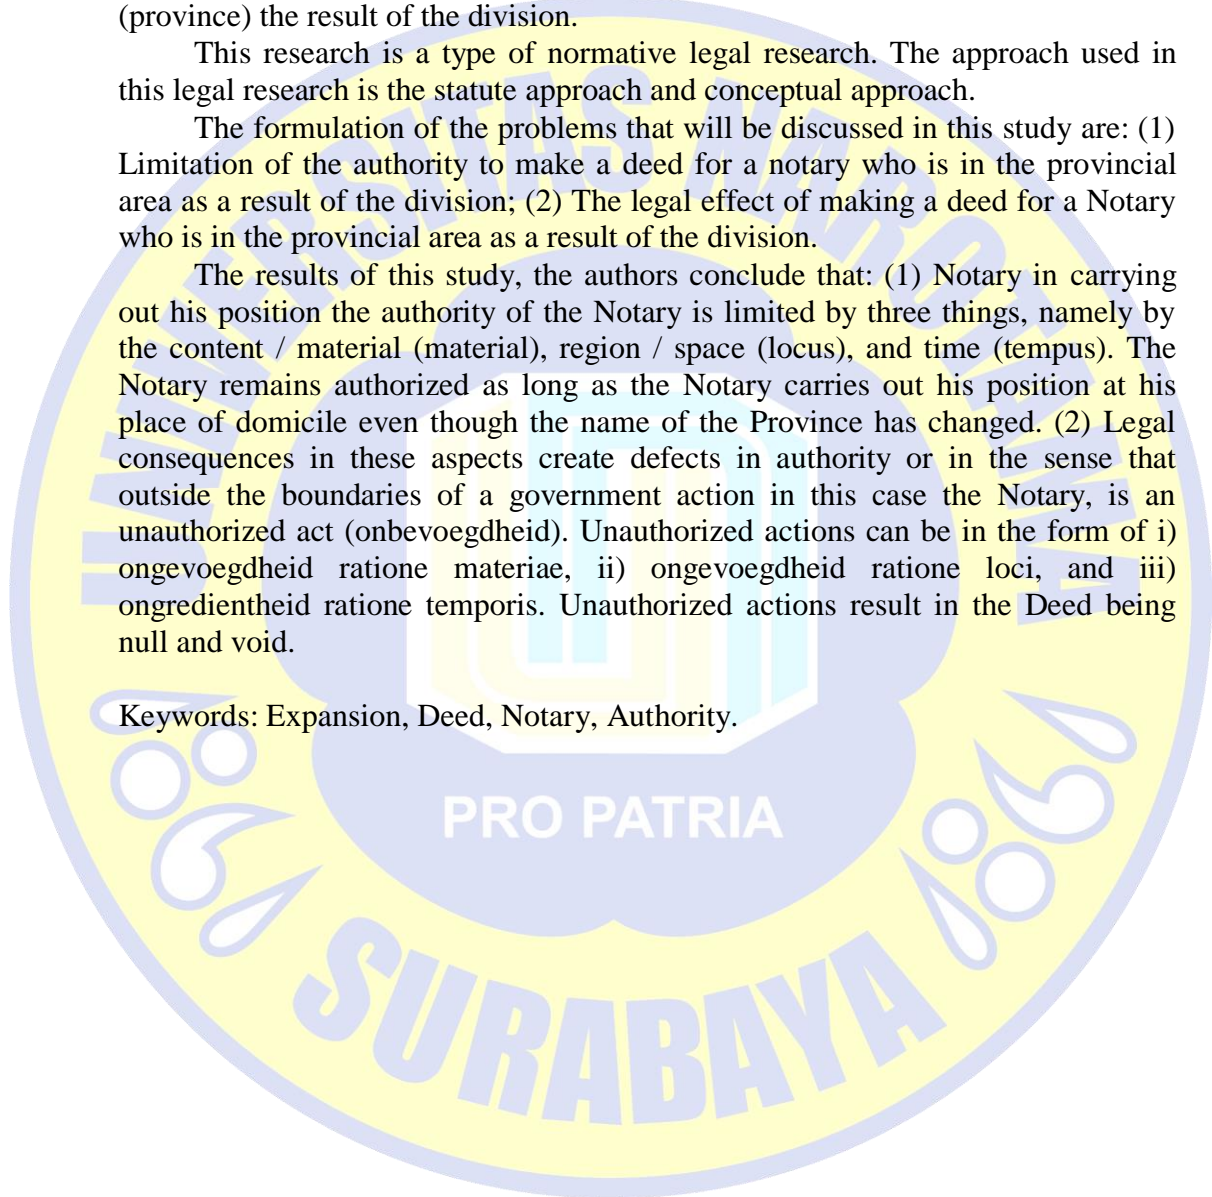 (province) the result of the division.
This research is a type of normative legal research. The approach used in
this legal research is the statute approach and conceptual approach.
The formulation of the problems that will be discussed in this study are: (1)
Limitation of the authority to make a deed for a notary who is in the provincial
area as a result of the division; (2) The legal effect of making a deed for a Notary
who is in the provincial area as a result of the division.
The results of this study, the authors conclude that: (1) Notary in carrying
out his position the authority of the Notary is limited by three things, namely by
the content / material (material), region / space (locus), and time (tempus). The
Notary remains authorized as long as the Notary carries out his position at his
place of domicile even though the name of the Province has changed. (2) Legal
consequences in these aspects create defects in authority or in the sense that
outside the boundaries of a government action in this case the Notary, is an
unauthorized act (onbevoegdheid). Unauthorized actions can be in the form of i)
ongevoegdheid ratione materiae, ii) ongevoegdheid ratione loci, and iii)
ongredientheid ratione temporis. Unauthorized actions result in the Deed being
null and void.
Keywords: Expansion, Deed, Notary, Authority.
UNIVERSITAS NAROTAMA
PRO PATRIA
SURABAYA